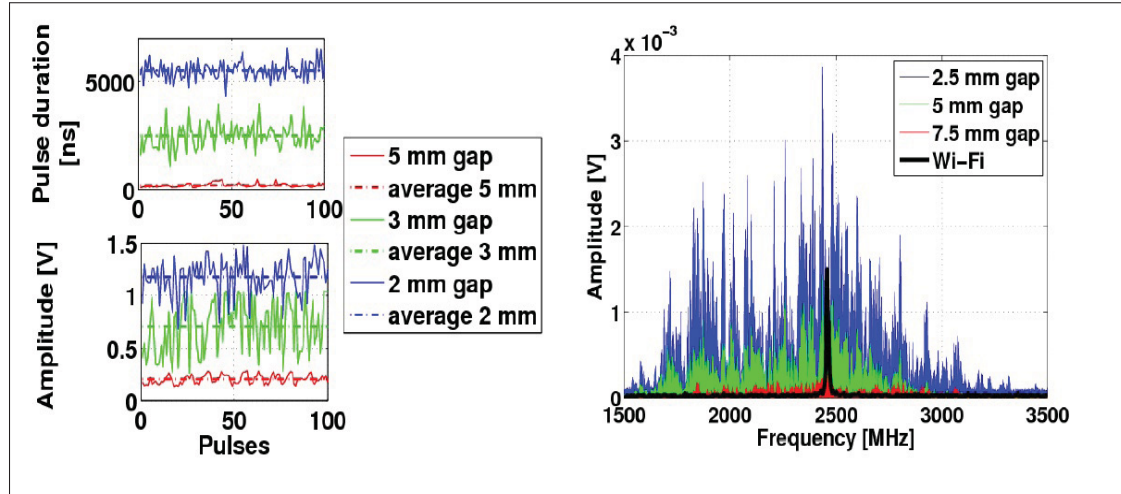 Pulse duration
[ns]
5000
0
0
50
100
Amplitude [V]
1.5
1
0.5
0
0
50
100
Pulses
5 mm gap
average 5 mm
3 mm gap
average 3 mm
2 mm gap
average 2 mm
4 x 10⁻³
3
2
1
0
Amplitude [V]
1500
2000
2500
3000
3500
Frequency [MHz]
2.5 mm gap
5 mm gap
7.5 mm gap
Wi-Fi